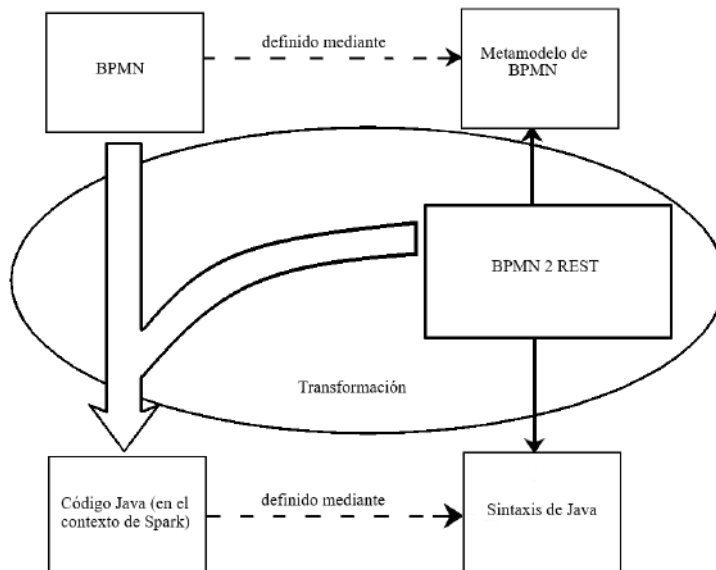 BPMN
definido mediante
Metamodelo de
BPMN
BPMN 2 REST
Transformación
Código Java (en el
contexto de Spark)
definido mediante
Sintaxis de Java